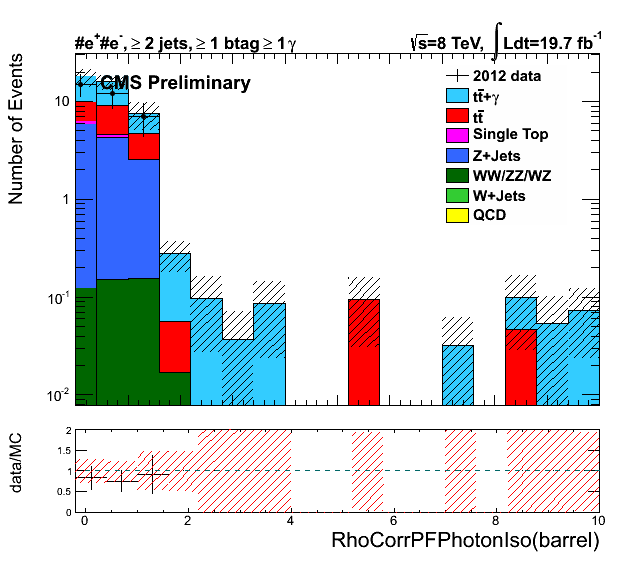 #e⁺#e⁻, ≥ 2 jets, ≥ 1 btag ≥ 1 γ
√s=8 TeV, ∫ Ldt=19.7 fb⁻¹
CMS Preliminary
2012 data
tt̄+γ
tt̄
Single Top
Z+Jets
WW/ZZ/WZ
W+Jets
QCD
Number of Events
10
1
10⁻¹
10⁻²
data/MC
2
1.5
1
0.5
0
0 2 4 6 8 10
RhoCorrPFPhotonIso(barrel)